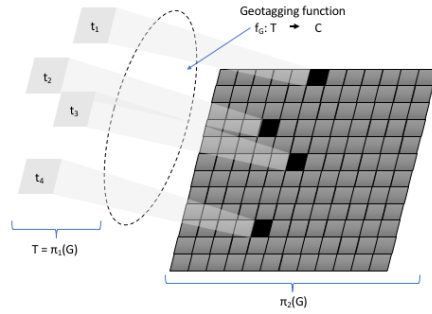 Geotagging function
f_G: T → C
t₁
t₂
t₃
t₄
T = π₁(G)
π₂(G)